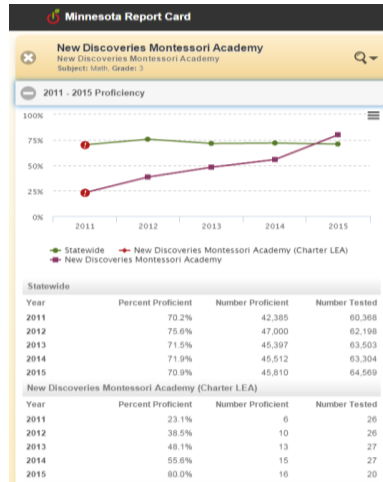 Minnesota Report Card
New Discoveries Montessori Academy
New Discoveries Montessori Academy
Subject: Math, Grade: 3
2011 - 2015 Proficiency
100%
75%
50%
25%
0%
2011 2012 2013 2014 2015
Statewide New Discoveries Montessori Academy (Charter LEA)
New Discoveries Montessori Academy
Statewide
Year Percent Proficient Number Proficient Number Tested
2011 70.2% 42,385 60,368
2012 75.6% 47,000 62,198
2013 71.5% 45,397 63,503
2014 71.9% 45,512 63,304
2015 70.9% 45,810 64,569
New Discoveries Montessori Academy (Charter LEA)
Year Percent Proficient Number Proficient Number Tested
2011 23.1% 6 26
2012 38.5% 10 26
2013 48.1% 13 27
2014 55.6% 15 27
2015 80.0% 16 20